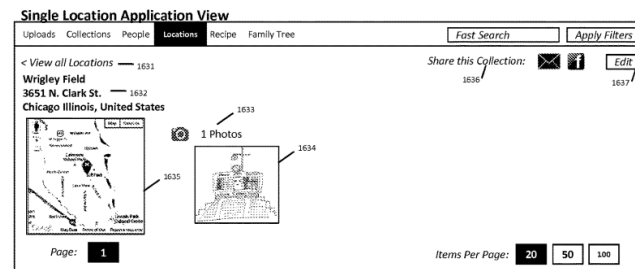 Single Location Application View
Uploads Collections People Locations Recipe Family Tree Fast Search Apply Filters
< View all Locations 1631 Share this Collection: Edit
1636 1637
Wrigley Field
3651 N. Clark St. 1632
Chicago Illinois, United States
1633
1 Photos
1634
1635
Page: 1 Items Per Page: 20 50 100